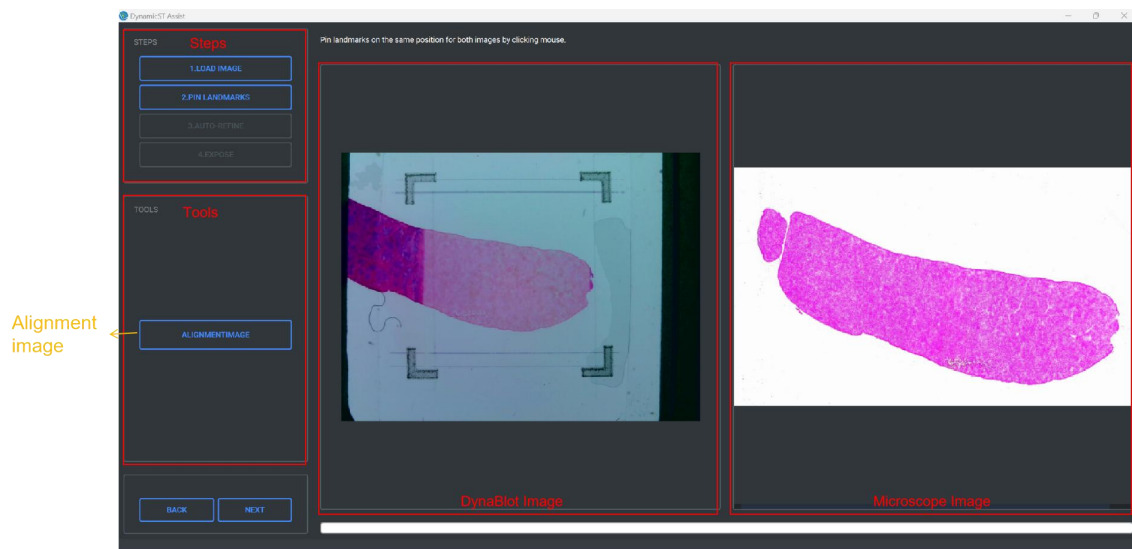 DynamicST Assist
STEPS
Steps
Pin landmarks on the same position for both images by clicking mouse.
1.LOAD IMAGE
2.PIN LANDMARKS
3.AUTO-REFINE
4.EXPOSE
TOOLS
Tools
Alignment
image
ALIGNMENTIMAGE
DynaBlot Image
Microscope Image
BACK
NEXT